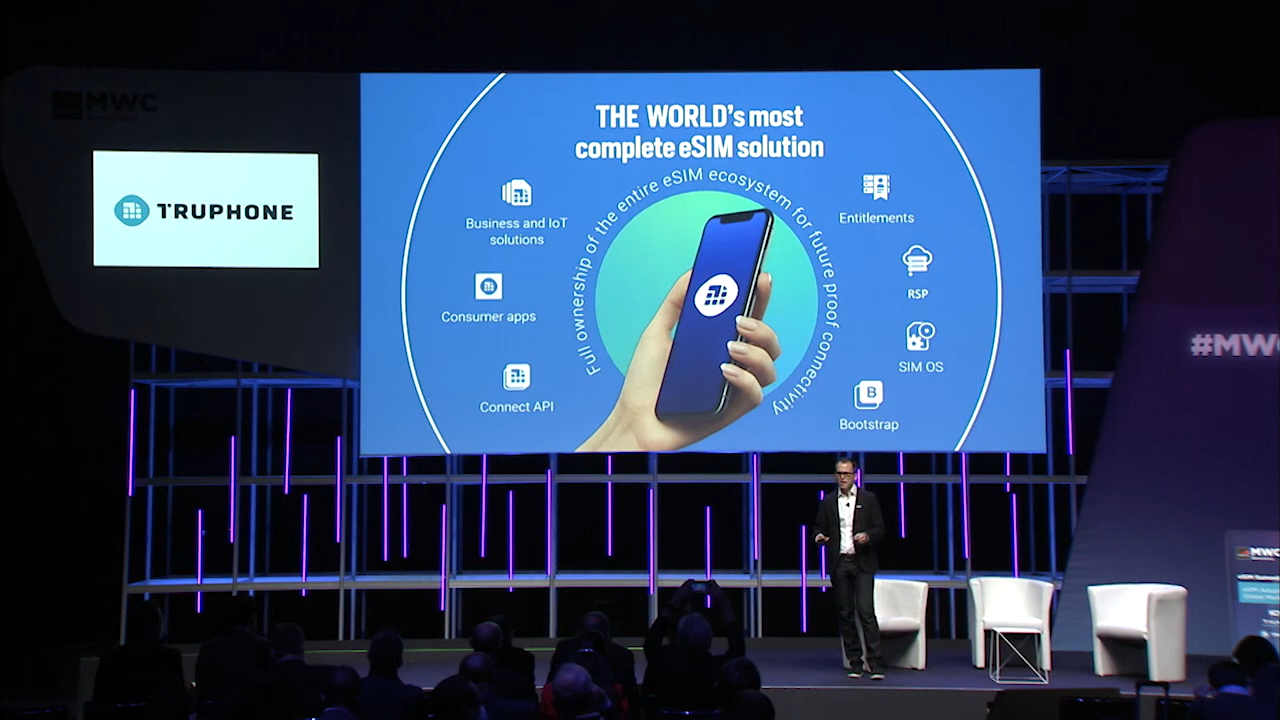 MWC
TRUPHONE
THE WORLD's most
complete eSIM solution
Full ownership of the entire eSIM ecosystem for future proof connectivity
Business and IoT
solutions
Consumer apps
Connect API
Entitlements
RSP
SIM OS
B
Bootstrap
#MWC
MWC